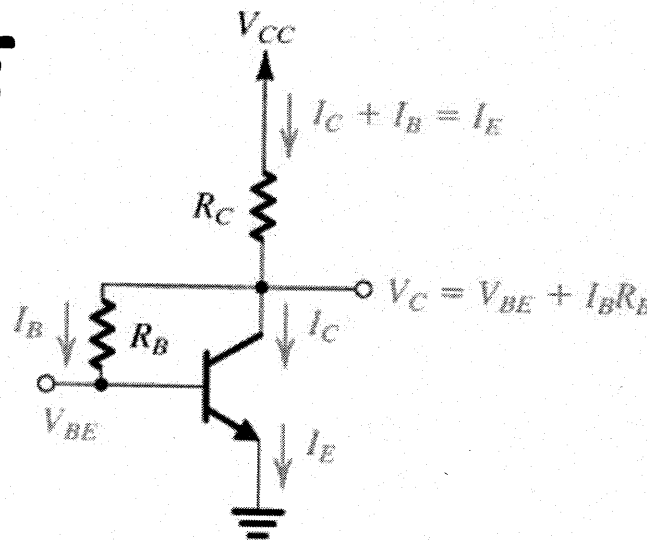 V_CC
I_C + I_B = I_E
R_C
V_C = V_BE + I_B R_B
I_B
R_B
I_C
V_BE
I_E